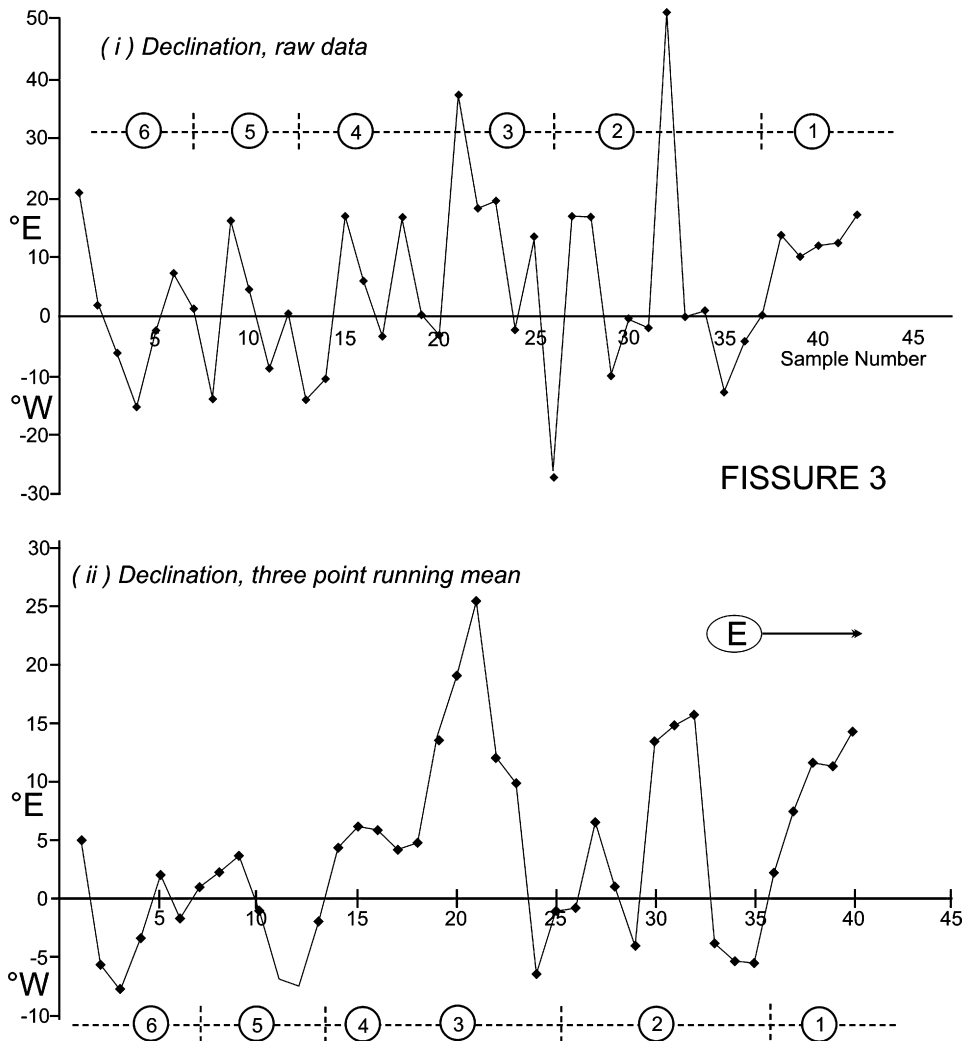 50
( i ) Declination, raw data
40
30
6 5 4 3 2 1
20
°E
10
0
5 10 15 20 25 30 35 40 45
Sample Number
-10
°W
-20
-30
FISSURE 3
30
( ii ) Declination, three point running mean
25
E
20
15
10
°E
5
0
5 10 15 20 25 30 35 40 45
-5
°W
-10
6 5 4 3 2 1